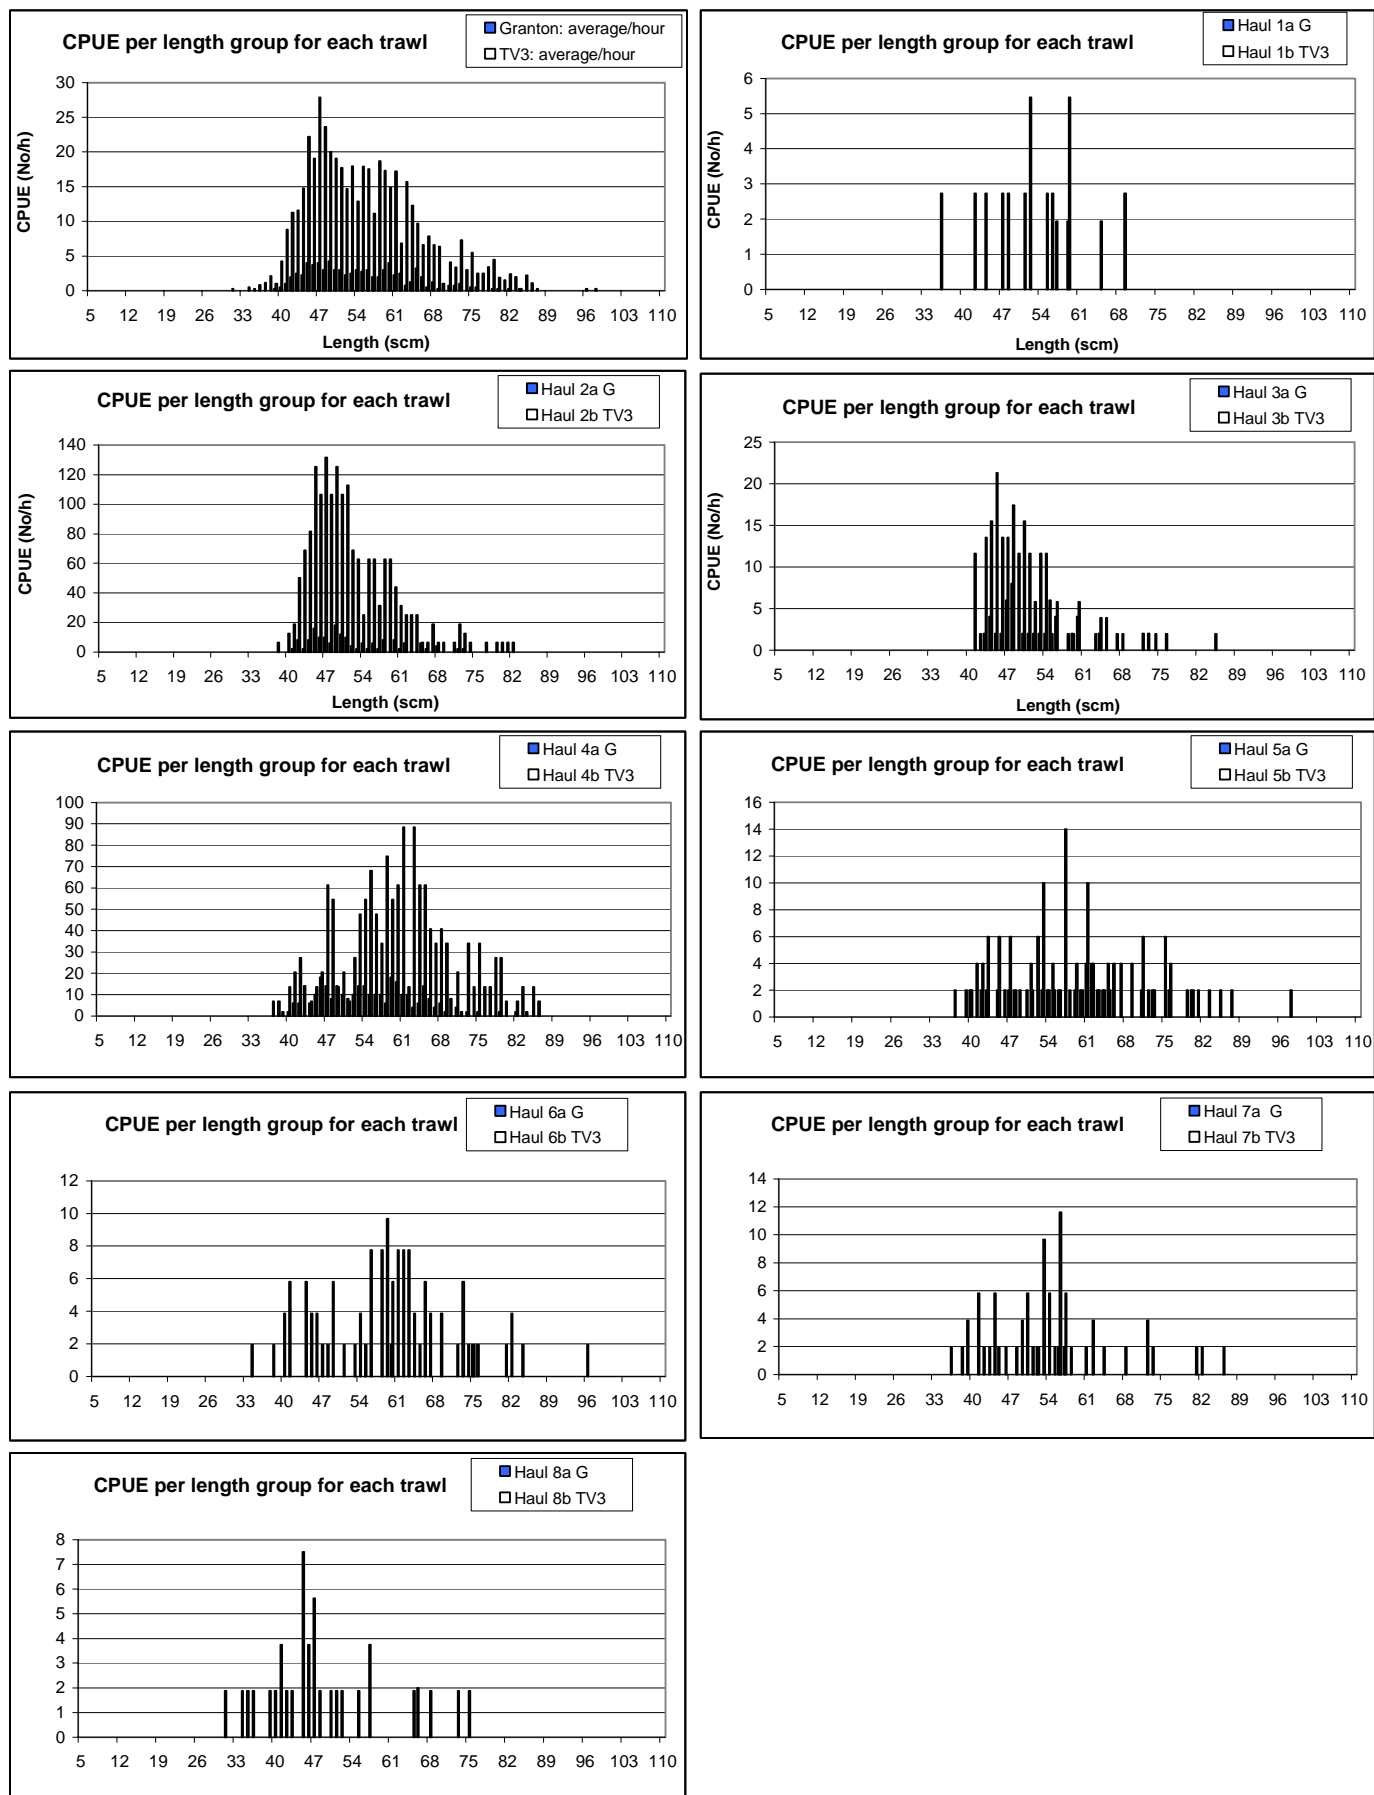 CPUE per length group for each trawl
Granton: average/hour
TV3: average/hour
30
25
20
15
10
5
0
CPUE (No/h)
5 12 19 26 33 40 47 54 61 68 75 82 89 96 103 110
Length (scm)
CPUE per length group for each trawl
Haul 1a G
Haul 1b TV3
6
5
4
3
2
1
0
CPUE (No/h)
5 12 19 26 33 40 47 54 61 68 75 82 89 96 103 110
Length (scm)
CPUE per length group for each trawl
Haul 2a G
Haul 2b TV3
140
120
100
80
60
40
20
0
CPUE (No/h)
5 12 19 26 33 40 47 54 61 68 75 82 89 96 103 110
Length (scm)
CPUE per length group for each trawl
Haul 3a G
Haul 3b TV3
25
20
15
10
5
0
CPUE (No/h)
5 12 19 26 33 40 47 54 61 68 75 82 89 96 103 110
Length (scm)
CPUE per length group for each trawl
Haul 4a G
Haul 4b TV3
100
90
80
70
60
50
40
30
20
10
0
5 12 19 26 33 40 47 54 61 68 75 82 89 96 103 110
CPUE per length group for each trawl
Haul 5a G
Haul 5b TV3
16
14
12
10
8
6
4
2
0
5 12 19 26 33 40 47 54 61 68 75 82 89 96 103 110
CPUE per length group for each trawl
Haul 6a G
Haul 6b TV3
12
10
8
6
4
2
0
5 12 19 26 33 40 47 54 61 68 75 82 89 96 103 110
CPUE per length group for each trawl
Haul 7a G
Haul 7b TV3
14
12
10
8
6
4
2
0
5 12 19 26 33 40 47 54 61 68 75 82 89 96 103 110
CPUE per length group for each trawl
Haul 8a G
Haul 8b TV3
8
7
6
5
4
3
2
1
0
5 12 19 26 33 40 47 54 61 68 75 82 89 96 103 110